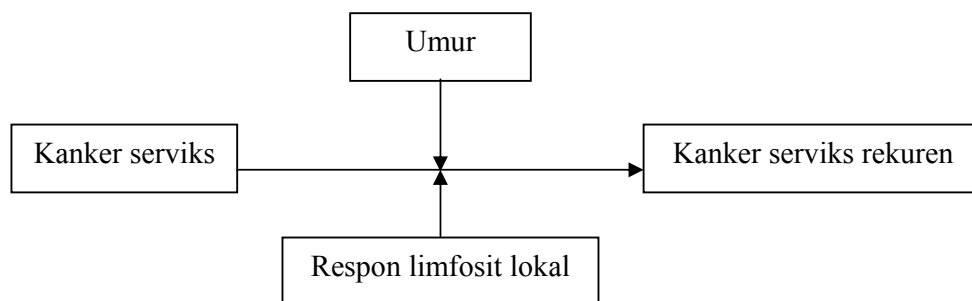 Umur
Kanker serviks
Kanker serviks rekuren
Respon limfosit lokal